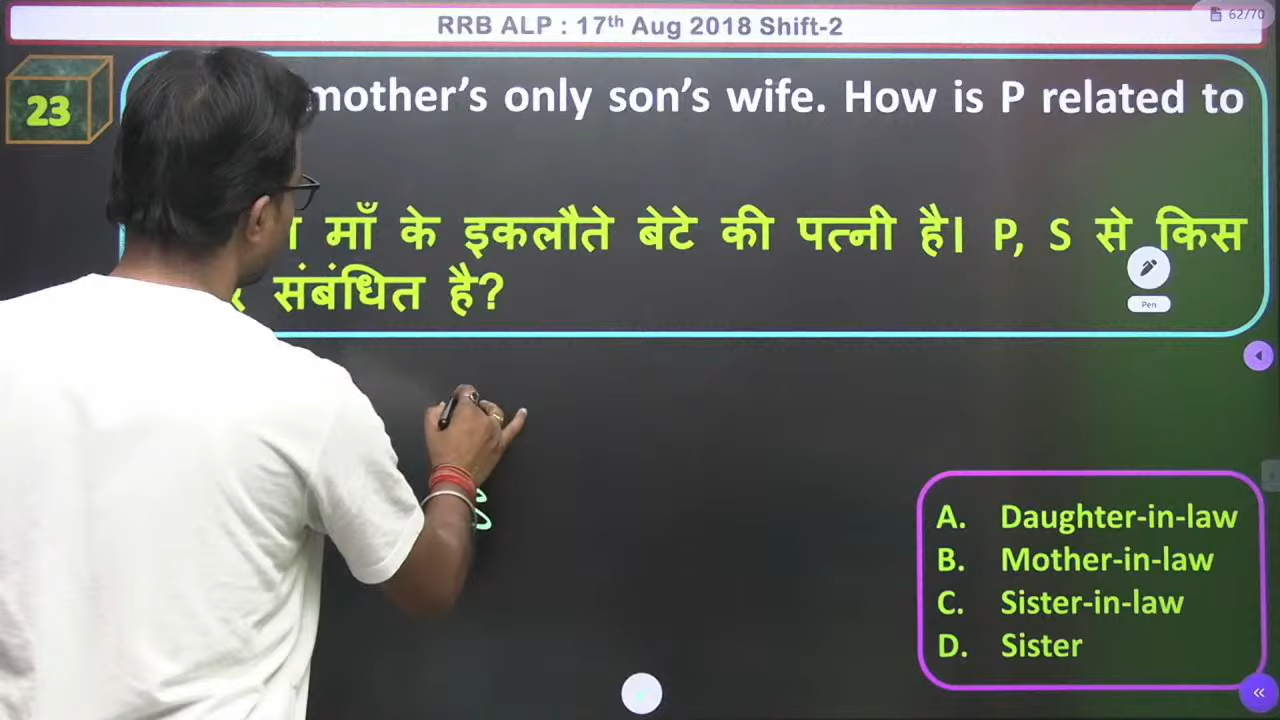 62/70
RRB ALP : 17th Aug 2018 Shift-2
23
mother's only son's wife. How is P related to
माँ के इकलौते बेटे की पत्नी है। P, S से किस
संबंधित है?
Pen
A. Daughter-in-law
B. Mother-in-law
C. Sister-in-law
D. Sister
S